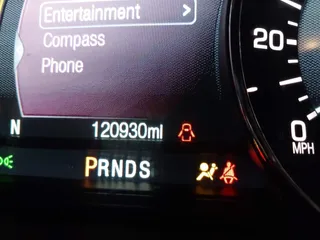 Entertainment >
Compass
Phone
20
N 120930mi
0
MPH
PRNDS